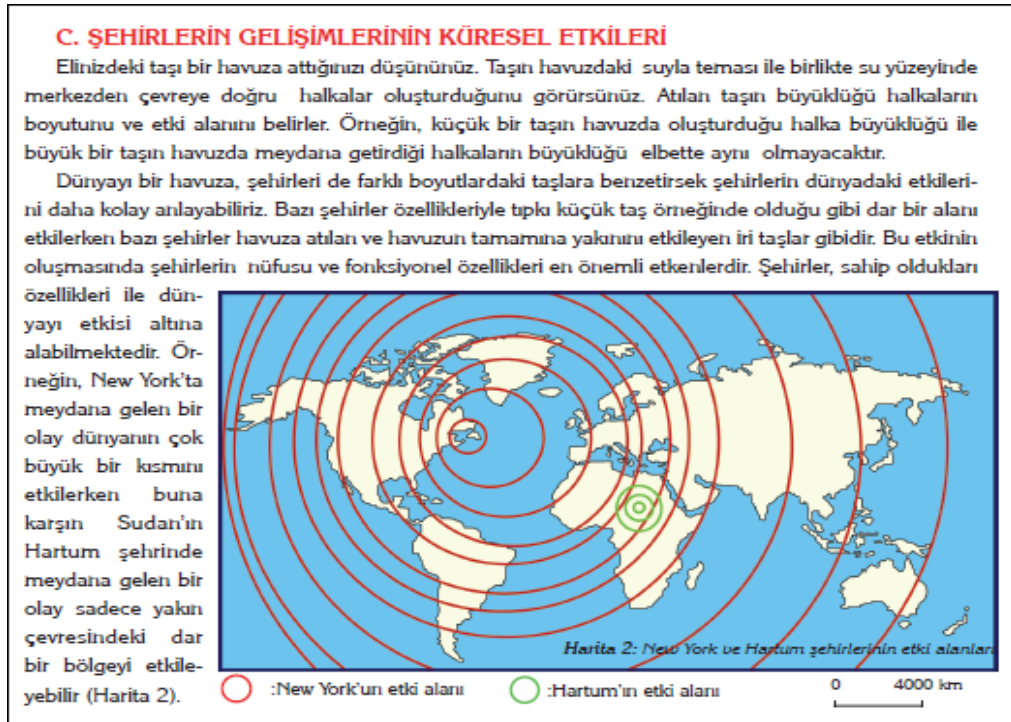 C. ŞEHİRLERİN GELİŞİMLERİNİN KÜRESEL ETKİLERİ
Elinizdeki taşı bir havuza attığınızı düşününüz. Taşın havuzdaki suyla teması ile birlikte su yüzeyinde
merkezden çevreye doğru halkalar oluşturduğunu görürsünüz. Atılan taşın büyüklüğü halkaların
boyutunu ve etki alanını belirler. Örneğin, küçük bir taşın havuzda oluşturduğu halka büyüklüğü ile
büyük bir taşın havuzda meydana getirdiği halkaların büyüklüğü elbette aynı olmayacaktır.
Dünyayı bir havuza, şehirleri de farklı boyutlardaki taşlara benzetirsek şehirlerin dünyadaki etkileri-
ni daha kolay anlayabiliriz. Bazı şehirler özellikleriyle tıpkı küçük taş örneğinde olduğu gibi dar bir alanı
etkilerken bazı şehirler havuza atılan ve havuzun tamamına yakınını etkileyen iri taşlar gibidir. Bu etkinin
oluşmasında şehirlerin nüfusu ve fonksiyonel özellikleri en önemli etkenlerdir. Şehirler, sahip oldukları
özellikleri ile dün-
yayı etkisi altına
alabilmektedir. Ör-
neğin, New York'ta
meydana gelen bir
olay dünyanın çok
büyük bir kısmını
etkilerken buna
karşın Sudan'ın
Hartum şehrinde
meydana gelen bir
olay sadece yakın
çevresindeki dar
bir bölgeyi etkile-
yebilir (Harita 2).
Harita 2: New York ve Hartum şehirlerinin etki alanları
:New York'un etki alanı
:Hartum'ın etki alanı
0 4000 km